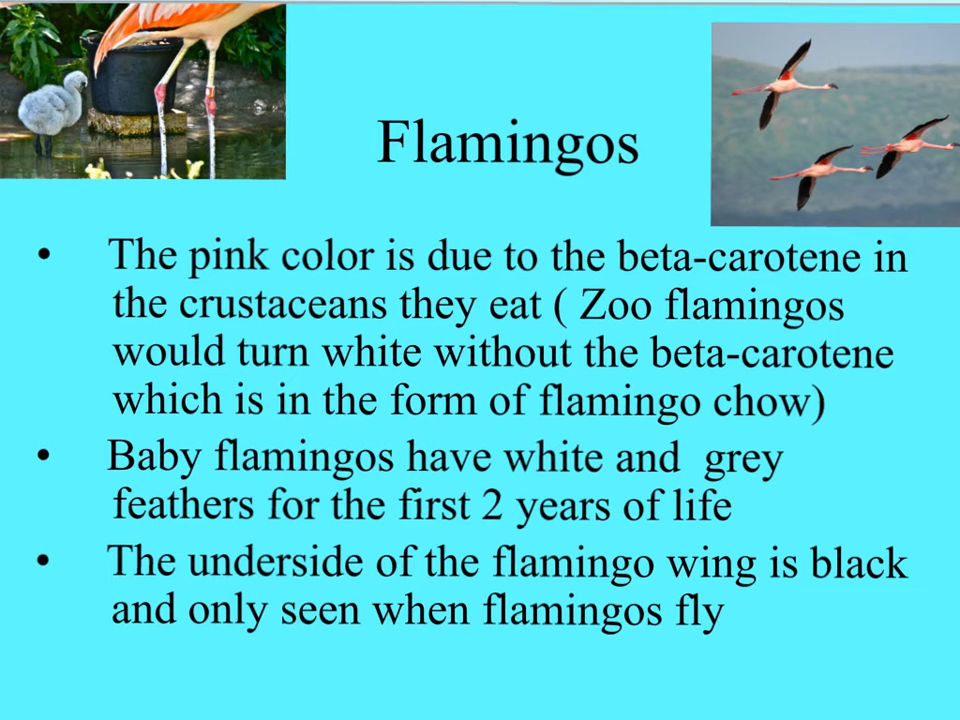 Flamingos
• The pink color is due to the beta-carotene in
the crustaceans they eat ( Zoo flamingos
would turn white without the beta-carotene
which is in the form of flamingo chow)
• Baby flamingos have white and  grey
feathers for the first 2 years of life
• The underside of the flamingo wing is black
and only seen when flamingos fly